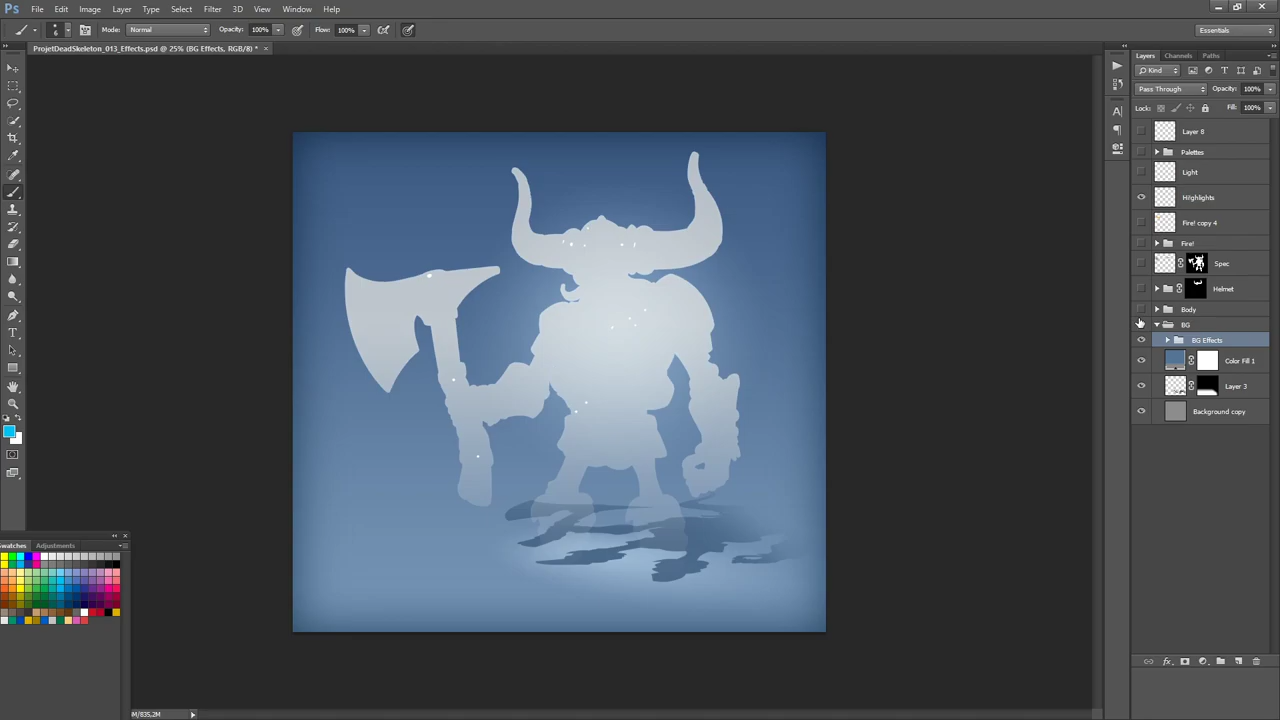 Ps File Edit Image Layer Type Select Filter 3D View Window Help
6 Mode: Normal Opacity: 100% Flow: 100% Essentials
ProjetDeadSkeleton_013_Effects.psd @ 25% (BG Effects, RGB/8) * ×
Layers Channels Paths
Kind
Pass Through Opacity: 100%
Lock: Fill: 100%
Layer 8
Palettes
Light
Highlights
Fire! copy 4
Fire!
Spec
Helmet
Body
BG
BG Effects
Color Fill 1
Layer 3
Background copy
Swatches Adjustments
M/835,2M